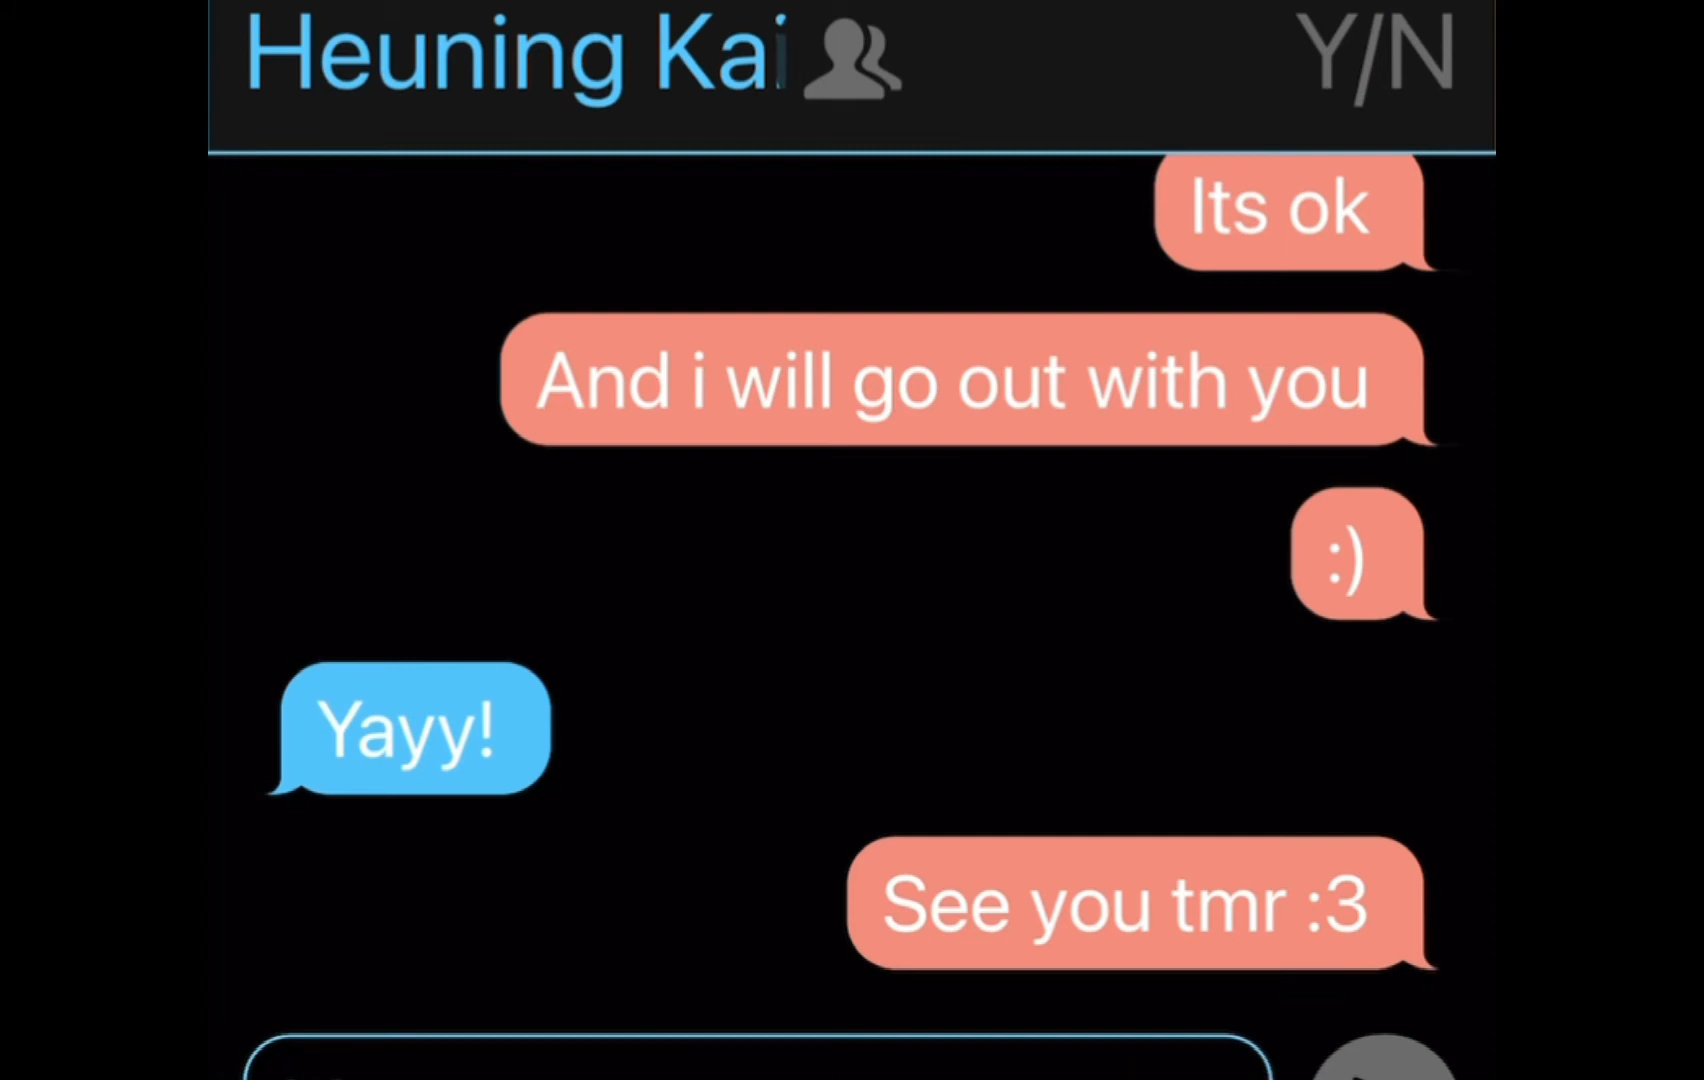 Heuning Kai
Y/N
Its ok
And i will go out with you
:)
Yayy!
See you tmr :3